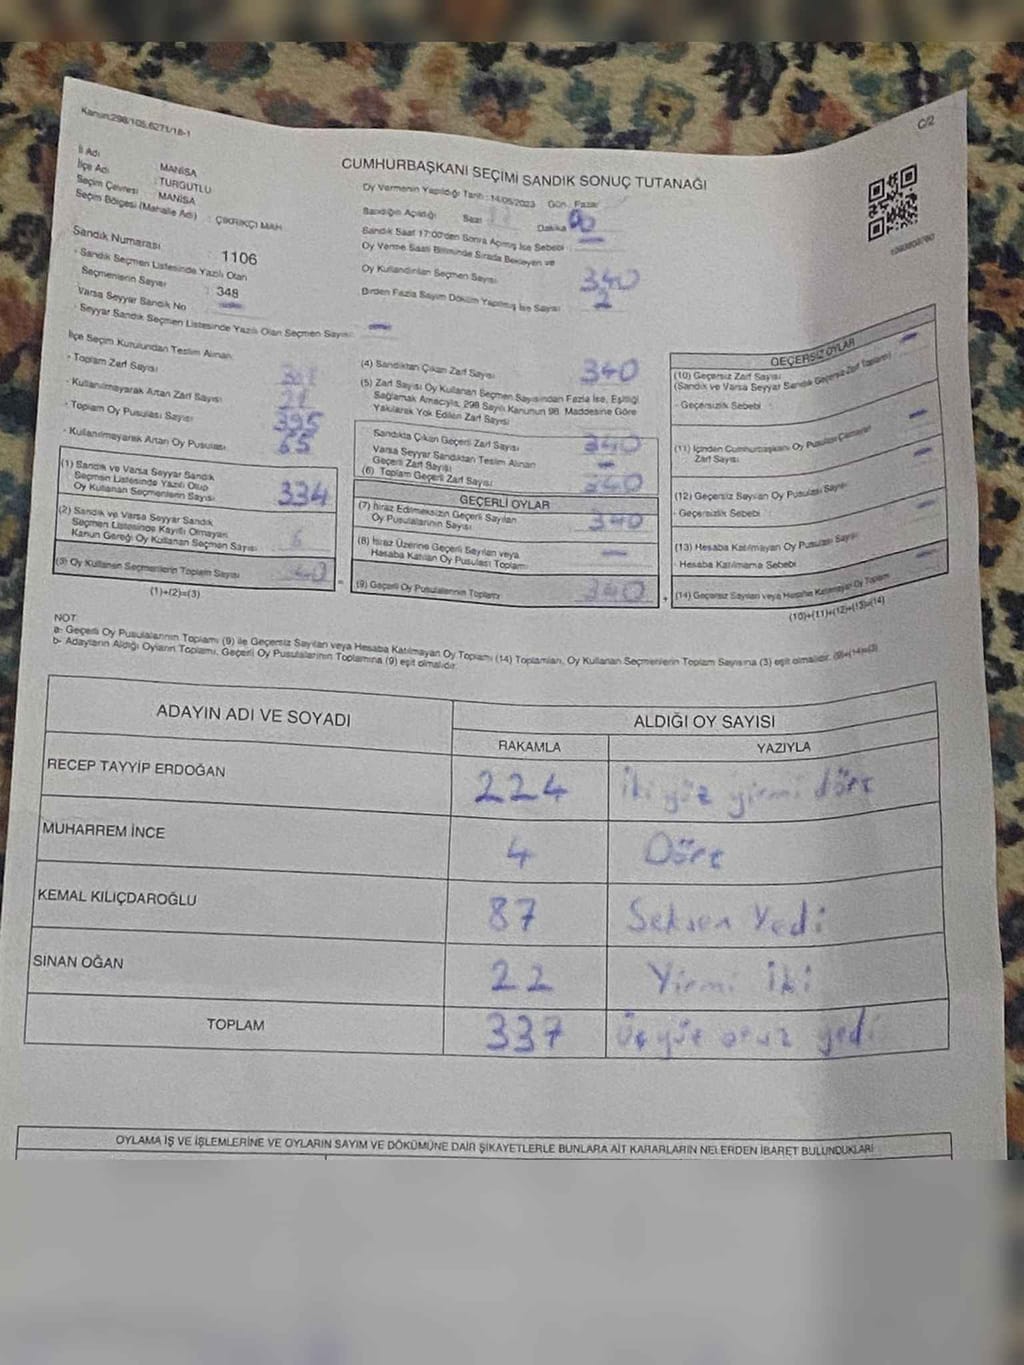 Kanun:298/105,6271/18-1
C/2
CUMHURBAŞKANI SEÇİMİ SANDIK SONUÇ TUTANAĞI
İl Adı : MANİSA
İlçe Adı : TURGUTLU
Seçim Çevresi : MANİSA
Seçim Bölgesi (Mahalle Adı) : ÇIKRIKÇI MAH
Sandık Numarası : 1106
- Sandık Seçmen Listesinde Yazılı Olan
Seçmenlerin Sayısı : 348
Varsa Seyyar Sandık No -
- Seyyar Sandık Seçmen Listesinde Yazılı Olan Seçmen Sayısı -
Oy Vermenin Yapıldığı Tarih : 14/05/2023 Gün : Pazar
Sandığın Açıldığı Saat Dakika
Sandık Saat 17:00'den Sonra Açılmış İse Sebebi -
Oy Verme Saati Bitiminde Sırada Bekleyen ve
Oy Kullandırılan Seçmen Sayısı 340
Birden Fazla Sayım Döküm Yapılmış İse Sayısı 2
İlçe Seçim Kurulundan Teslim Alınan
- Toplam Zarf Sayısı
- Kullanılmayarak Artan Zarf Sayısı
- Toplam Oy Pusulası Sayısı 395
- Kullanılmayarak Artan Oy Pusulası
(1) Sandık ve Varsa Seyyar Sandık
Seçmen Listesinde Yazılı Olup
Oy Kullanan Seçmenlerin Sayısı 334
(2) Sandık ve Varsa Seyyar Sandık
Seçmen Listesinde Kayıtlı Olmayan
Kanun Gereği Oy Kullanan Seçmen Sayısı 6
(3) Oy Kullanan Seçmenlerin Toplam Sayısı
(1)+(2)=(3)
(4) Sandıktan Çıkan Zarf Sayısı 340
(5) Zarf Sayısı Oy Kullanan Seçmen Sayısından Fazla İse, Eşitliği
Sağlamak Amacıyla, 298 Sayılı Kanunun 98. Maddesine Göre
Yakılarak Yok Edilen Zarf Sayısı
Sandıkta Çıkan Geçerli Zarf Sayısı 340
Varsa Seyyar Sandıktan Teslim Alınan
Geçerli Zarf Sayısı -
(6) Toplam Geçerli Zarf Sayısı 340
GEÇERLİ OYLAR
(7) İtiraz Edilmeksizin Geçerli Sayılan
Oy Pusulalarının Sayısı 340
(8) İtiraz Üzerine Geçerli Sayılan veya
Hesaba Katılan Oy Pusulası Toplamı -
= (9) Geçerli Oy Pusulalarının Toplamı 340 +
GEÇERSİZ OYLAR
(10) Geçersiz Zarf Sayısı -
(Sandık ve Varsa Seyyar Sandık Geçersiz Zarf Toplamı)
- Geçersizlik Sebebi :
(11) İçinden Cumhurbaşkanı Oy Pusulası Çıkmayan -
Zarf Sayısı
(12) Geçersiz Sayılan Oy Pusulası Sayısı -
- Geçersizlik Sebebi :
(13) Hesaba Katılmayan Oy Pusulası Sayısı -
- Hesaba Katılmama Sebebi
(14) Geçersiz Sayılan veya Hesaba Katılmayan Oy Toplamı -
(10)+(11)+(12)+(13)=(14)
NOT:
a- Geçerli Oy Pusulalarının Toplamı (9) ile Geçersiz Sayılan veya Hesaba Katılmayan Oy Toplamı (14) Toplamları, Oy Kullanan Seçmenlerin Toplam Sayısına (3) eşit olmalıdır. (9)+(14)=(3)
b- Adayların Aldığı Oyların Toplamı, Geçerli Oy Pusulalarının Toplamına (9) eşit olmalıdır.
ADAYIN ADI VE SOYADI ALDIĞI OY SAYISI
RAKAMLA YAZIYLA
RECEP TAYYİP ERDOĞAN 224 iki yüz yirmi dört
MUHARREM İNCE 4 Dört
KEMAL KILIÇDAROĞLU 87 Seksen Yedi
SİNAN OĞAN 22 Yirmi İki
TOPLAM 337 Üç yüz otuz yedi
OYLAMA İŞ VE İŞLEMLERİNE VE OYLARIN SAYIM VE DÖKÜMÜNE DAİR ŞİKAYETLERLE BUNLARA AİT KARARLARIN NELERDEN İBARET BULUNDUKLARI